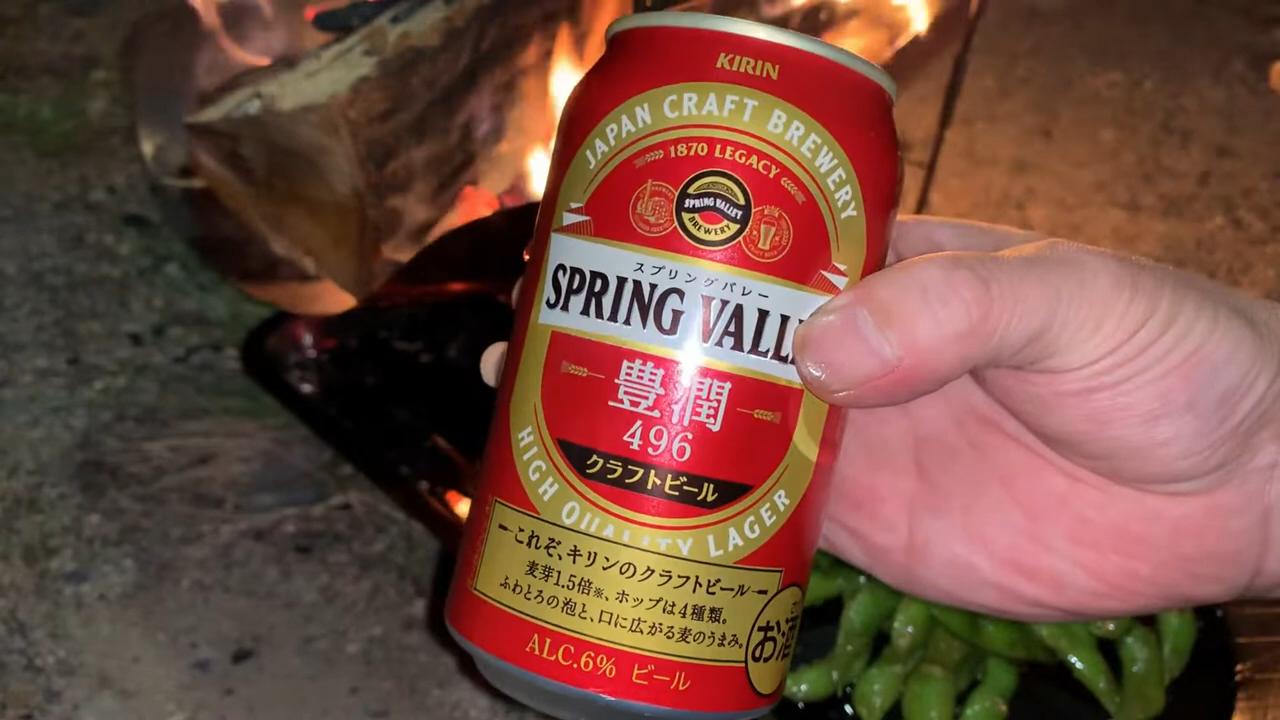 KIRIN
JAPAN CRAFT BREWERY
1870 LEGACY
SPRING VALLEY
BREWERY
スプリングバレー
SPRING VALLE
豊潤
496
クラフトビール
HIGH QUALITY LAGER
これぞ、キリンのクラフトビール
麦芽1.5倍※、ホップは4種類。
ふわとろの泡と、口に広がる麦のうまみ。
お酒
ALC.6% ビール